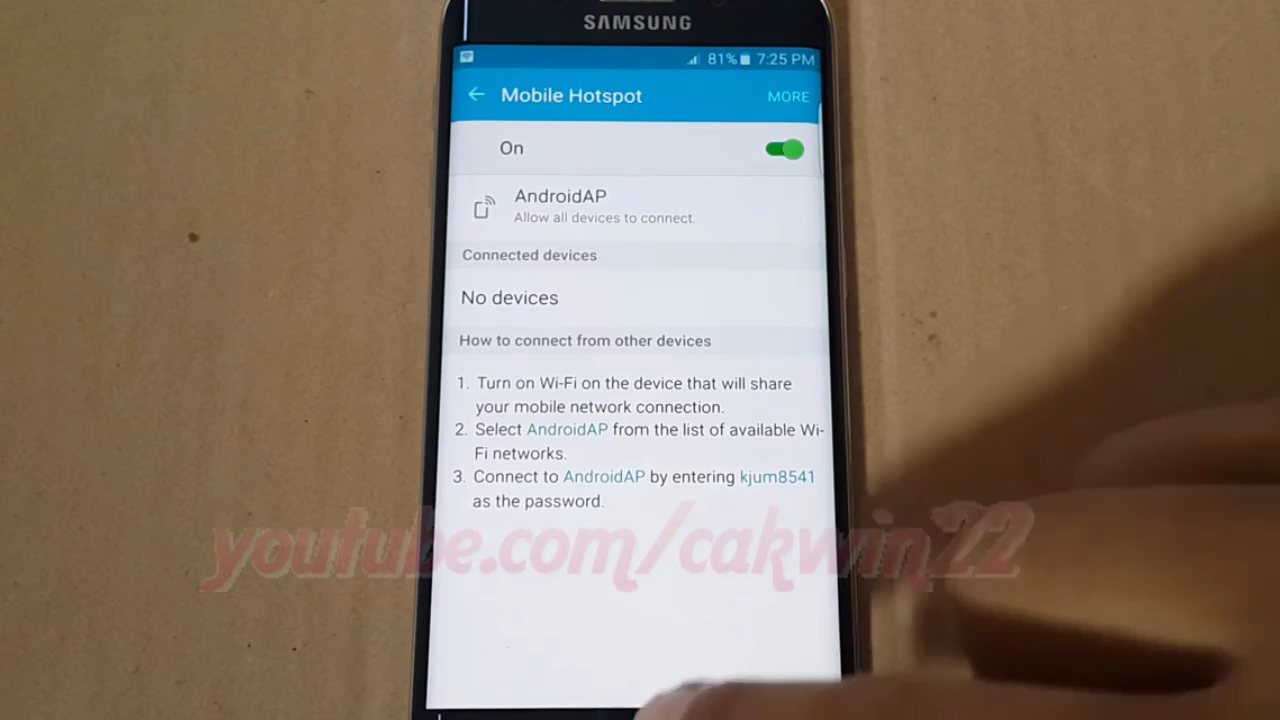 SAMSUNG
81% 7:25 PM
Mobile Hotspot MORE
On
AndroidAP
Allow all devices to connect.
Connected devices
No devices
How to connect from other devices
1. Turn on Wi-Fi on the device that will share
your mobile network connection.
2. Select AndroidAP from the list of available Wi-
Fi networks.
3. Connect to AndroidAP by entering kjum8541
as the password.
youtube.com/cakwin22